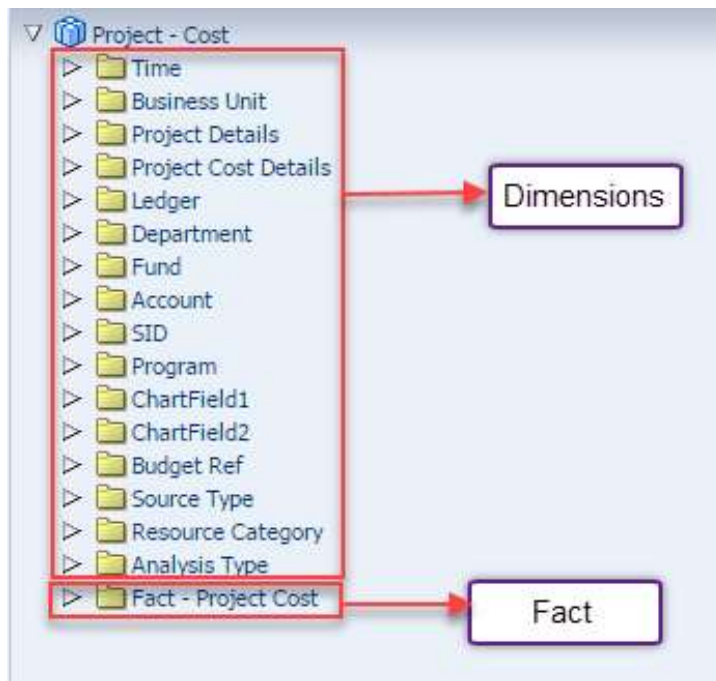 Project - Cost
Time
Business Unit
Project Details
Project Cost Details
Ledger
Dimensions
Department
Fund
Account
SID
Program
ChartField1
ChartField2
Budget Ref
Source Type
Resource Category
Analysis Type
Fact - Project Cost
Fact